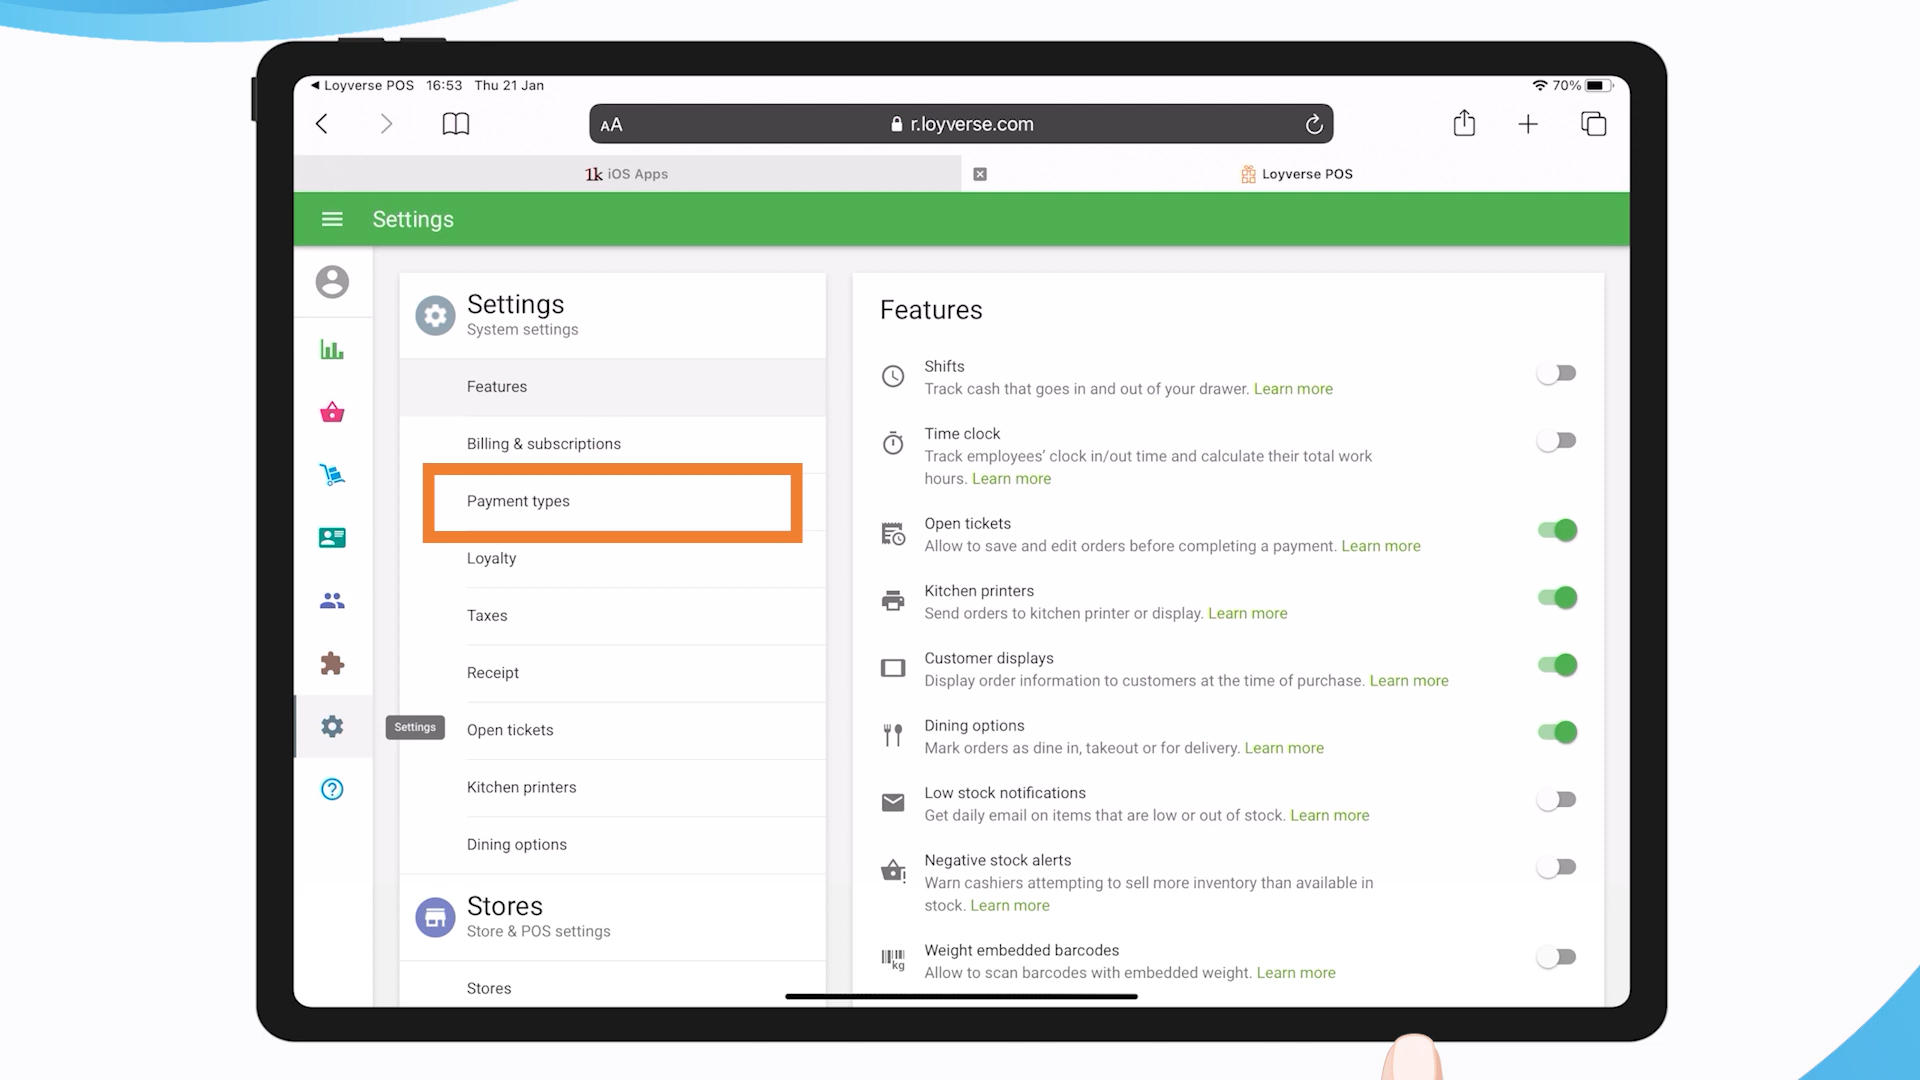 Loyverse POS 16:53 Thu 21 Jan
70%
AA r.loyverse.com
1k iOS Apps
Loyverse POS
Settings
Settings
System settings
Features
Billing & subscriptions
Payment types
Loyalty
Taxes
Receipt
Settings
Open tickets
Kitchen printers
Dining options
Stores
Store & POS settings
Stores
Features
Shifts
Track cash that goes in and out of your drawer. Learn more
Time clock
Track employees’ clock in/out time and calculate their total work
hours. Learn more
Open tickets
Allow to save and edit orders before completing a payment. Learn more
Kitchen printers
Send orders to kitchen printer or display. Learn more
Customer displays
Display order information to customers at the time of purchase. Learn more
Dining options
Mark orders as dine in, takeout or for delivery. Learn more
Low stock notifications
Get daily email on items that are low or out of stock. Learn more
Negative stock alerts
Warn cashiers attempting to sell more inventory than available in
stock. Learn more
kg
Weight embedded barcodes
Allow to scan barcodes with embedded weight. Learn more